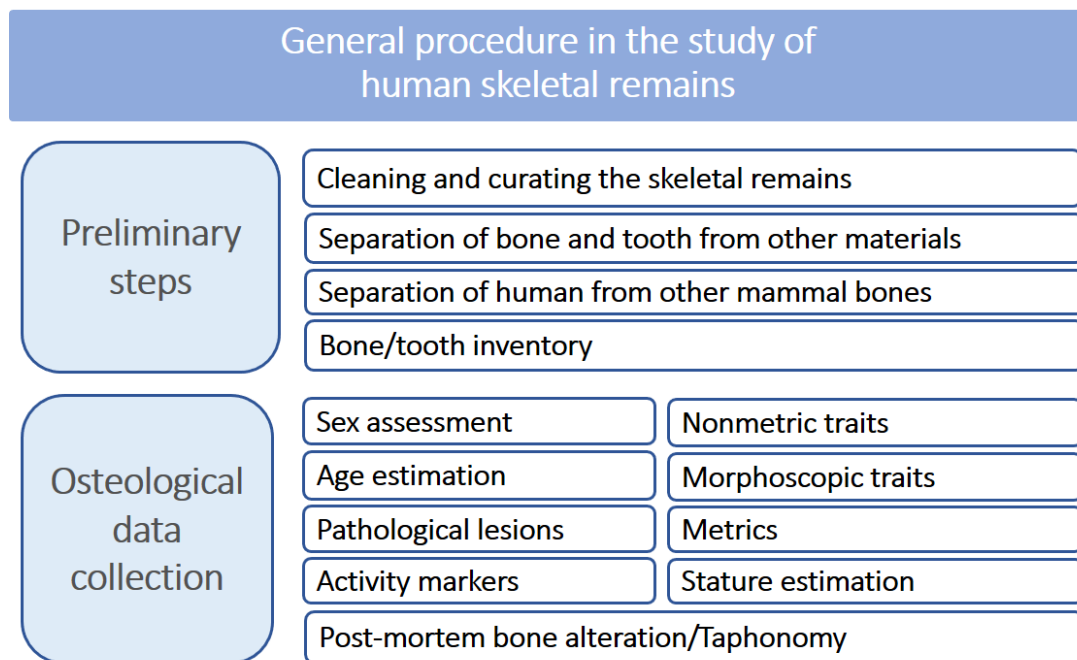 General procedure in the study of
human skeletal remains
Preliminary
steps
Cleaning and curating the skeletal remains
Separation of bone and tooth from other materials
Separation of human from other mammal bones
Bone/tooth inventory
Osteological
data
collection
Sex assessment
Nonmetric traits
Age estimation
Morphoscopic traits
Pathological lesions
Metrics
Activity markers
Stature estimation
Post-mortem bone alteration/Taphonomy